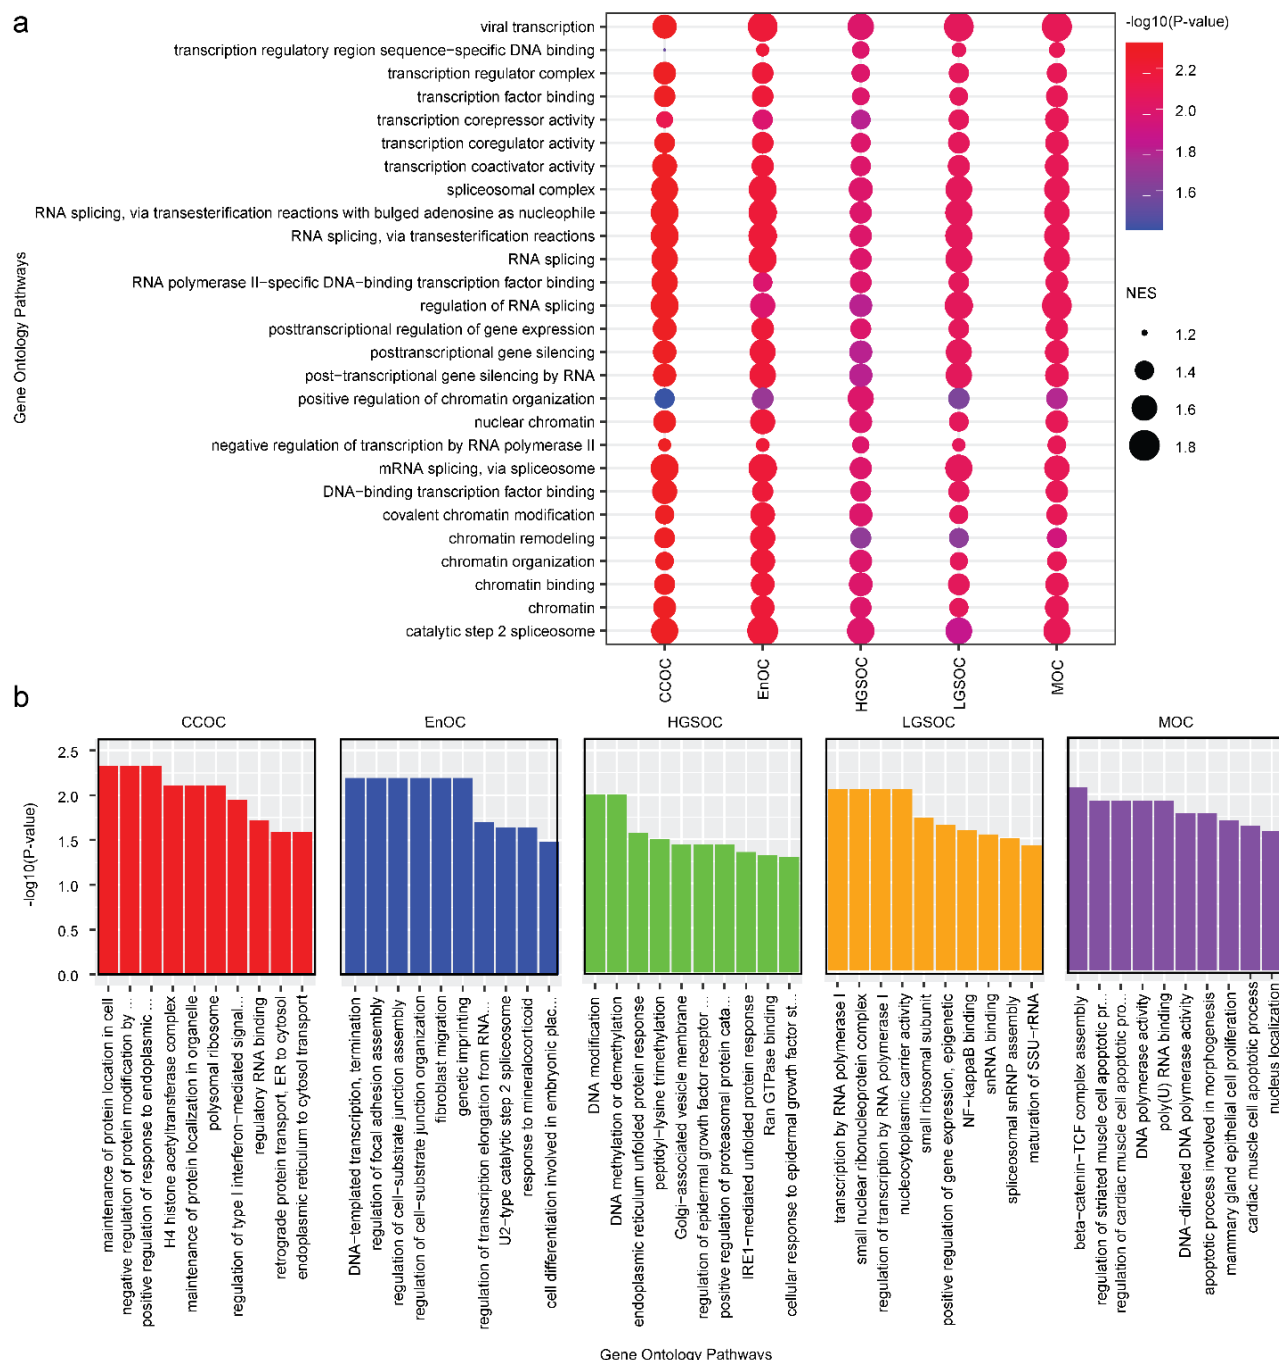 a
viral transcription
transcription regulatory region sequence−specific DNA binding
transcription regulator complex
transcription factor binding
transcription corepressor activity
transcription coregulator activity
transcription coactivator activity
spliceosomal complex
RNA splicing, via transesterification reactions with bulged adenosine as nucleophile
RNA splicing, via transesterification reactions
RNA splicing
RNA polymerase II−specific DNA−binding transcription factor binding
regulation of RNA splicing
posttranscriptional regulation of gene expression
posttranscriptional gene silencing
post−transcriptional gene silencing by RNA
positive regulation of chromatin organization
nuclear chromatin
negative regulation of transcription by RNA polymerase II
mRNA splicing, via spliceosome
DNA−binding transcription factor binding
covalent chromatin modification
chromatin remodeling
chromatin organization
chromatin binding
chromatin
catalytic step 2 spliceosome
Gene Ontology Pathways
CCOC
EnOC
HGSOC
LGSOC
MOC
-log10(P-value)
2.2
2.0
1.8
1.6
NES
1.2
1.4
1.6
1.8
b
CCOC
EnOC
HGSOC
LGSOC
MOC
-log10(P-value)
2.5
2.0
1.5
1.0
0.5
0.0
maintenance of protein location in cell
negative regulation of protein modification by ...
positive regulation of response to endoplasmic ...
H4 histone acetyltransferase complex
maintenance of protein localization in organelle
polysomal ribosome
regulation of type I interferon−mediated signal...
regulatory RNA binding
retrograde protein transport, ER to cytosol
endoplasmic reticulum to cytosol transport
DNA−templated transcription, termination
regulation of focal adhesion assembly
regulation of cell−substrate junction assembly
regulation of cell−substrate junction organization
fibroblast migration
genetic imprinting
regulation of transcription elongation from RNA...
U2−type catalytic step 2 spliceosome
response to mineralocorticoid
cell differentiation involved in embryonic plac...
DNA modification
DNA methylation or demethylation
endoplasmic reticulum unfolded protein response
peptidyl−lysine trimethylation
Golgi−associated vesicle membrane
regulation of epidermal growth factor receptor ...
positive regulation of proteasomal protein cata...
IRE1−mediated unfolded protein response
Ran GTPase binding
cellular response to epidermal growth factor st...
transcription by RNA polymerase I
small nuclear ribonucleoprotein complex
regulation of transcription by RNA polymerase I
nucleocytoplasmic carrier activity
small ribosomal subunit
positive regulation of gene expression, epigenetic
NF−kappaB binding
snRNA binding
spliceosomal snRNP assembly
maturation of SSU−rRNA
beta−catenin−TCF complex assembly
regulation of striated muscle cell apoptotic pr...
regulation of cardiac muscle cell apoptotic pro...
DNA polymerase activity
poly(U) RNA binding
DNA−directed DNA polymerase activity
apoptotic process involved in morphogenesis
mammary gland epithelial cell proliferation
cardiac muscle cell apoptotic process
nucleus localization
Gene Ontology Pathways